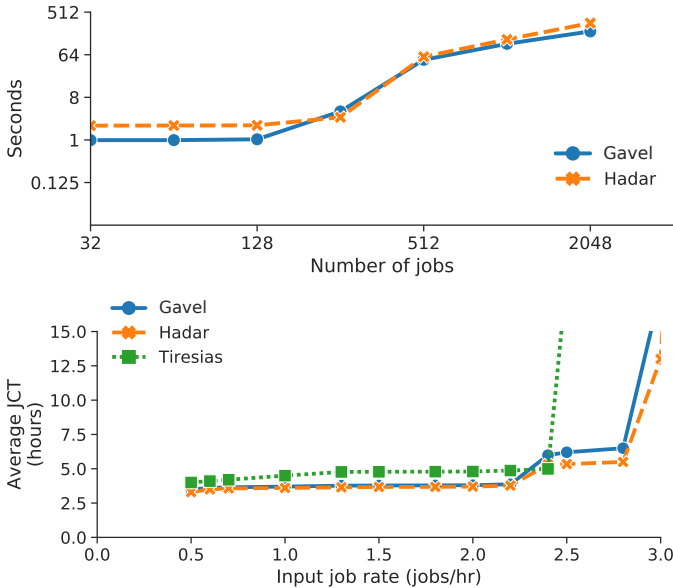 512
64
8
1
0.125
Seconds
Gavel
Hadar
32
128
512
2048
Number of jobs
Gavel
Hadar
Tiresias
15.0
12.5
10.0
7.5
5.0
2.5
0.0
Average JCT
(hours)
0.0
0.5
1.0
1.5
2.0
2.5
3.0
Input job rate (jobs/hr)